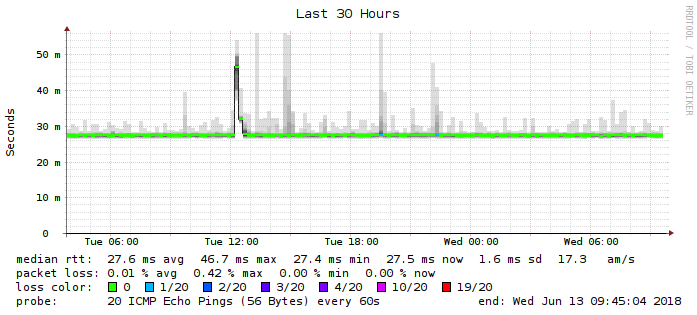 Last 30 Hours
RRDTOOL / TOBI OETIKER
Seconds
50 m
40 m
30 m
20 m
10 m
0
Tue 06:00 Tue 12:00 Tue 18:00 Wed 00:00 Wed 06:00
median rtt: 27.6 ms avg 46.7 ms max 27.4 ms min 27.5 ms now 1.6 ms sd 17.3 am/s
packet loss: 0.01 % avg 0.42 % max 0.00 % min 0.00 % now
loss color: 0 1/20 2/20 3/20 4/20 10/20 19/20
probe: 20 ICMP Echo Pings (56 Bytes) every 60s end: Wed Jun 13 09:45:04 2018